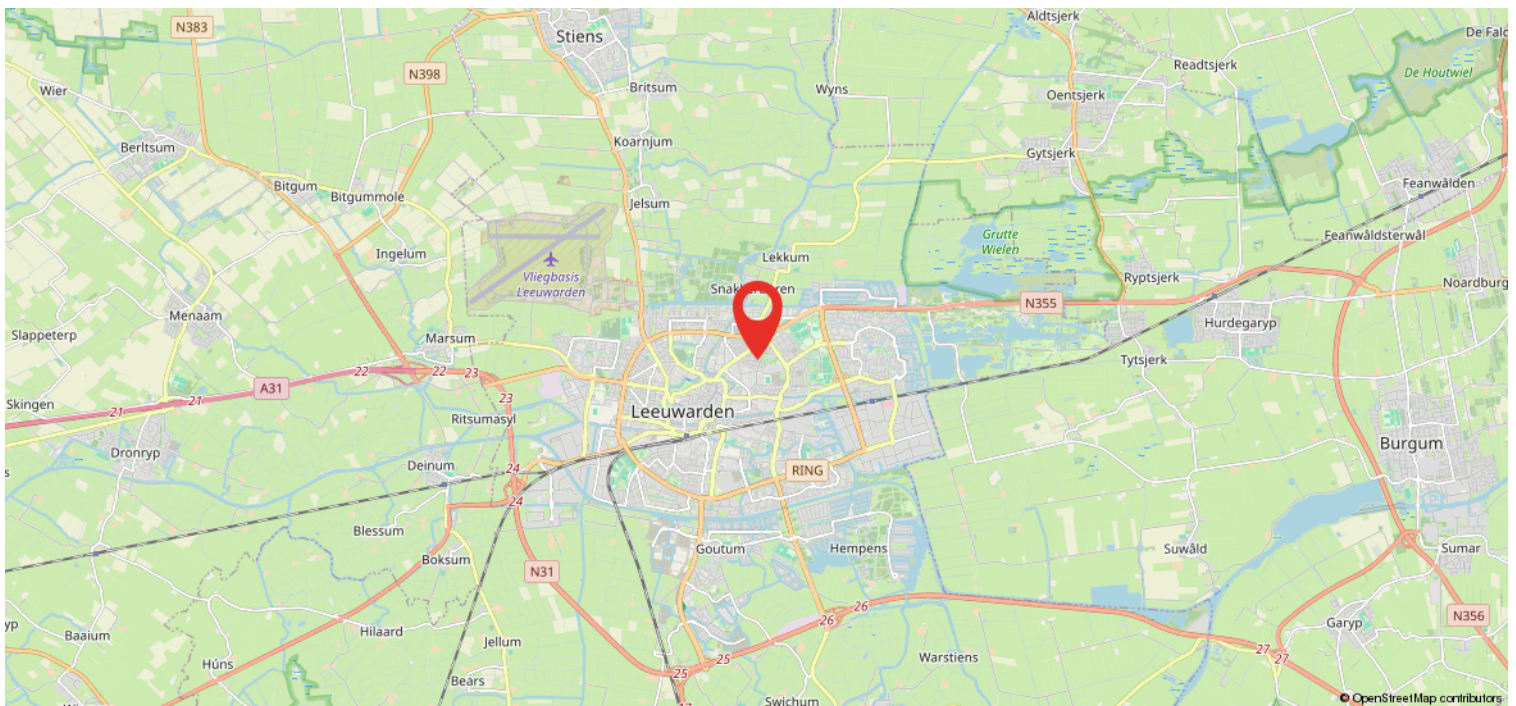 N383
Stiens
Aldtsjerk
De Falo
N398
Readtsjerk
De Houtwiel
Wier
Britsum
Wyns
Oentsjerk
Berltsum
Koarnjum
Gytsjerk
Bitgum
Bitgummole
Jelsum
Feanwâlden
Grutte
Wielen
Feanwâldsterwâl
Ingelum
Lekkum
Vliegbasis
Leeuwarden
Ryptsjerk
Noardburg
N355
Menaam
Slappeterp
Marsum
Hurdegaryp
Tytsjerk
22
22
23
A31
Skingen
21
21
23
Ritsumasyl
Leeuwarden
Dronryp
Deinum
24
RING
Burgum
24
Blessum
Goutum
Hempens
Suwâld
Sumar
Boksum
N31
26
26
N356
Baaium
Hilaard
Jellum
Garyp
Húns
25
25
Warstiens
27
27
Bears
Swichum
© OpenStreetMap contributors